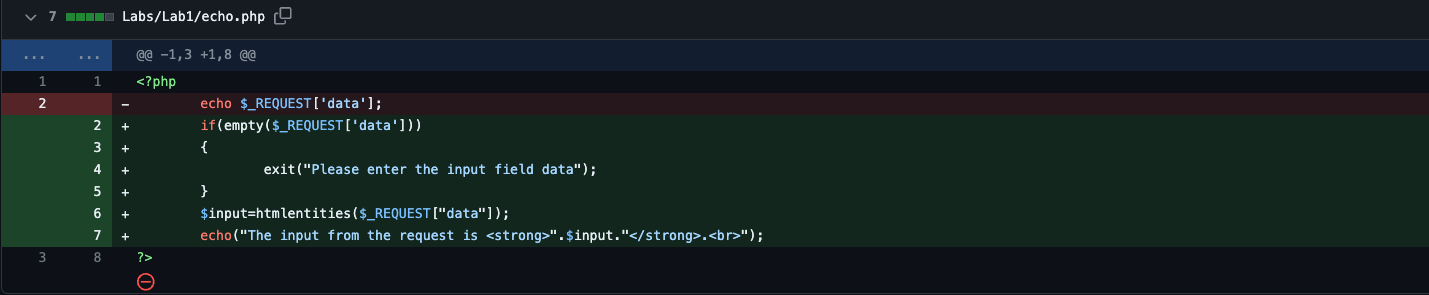 7 Labs/Lab1/echo.php
... ... @@ -1,3 +1,8 @@
1 1 <?php
2 - echo $_REQUEST['data'];
2 + if(empty($_REQUEST['data']))
3 + {
4 + exit("Please enter the input field data");
5 + }
6 + $input=htmlentities($_REQUEST["data"]);
7 + echo("The input from the request is <strong>".$input."</strong>.<br>");
3 8 ?>